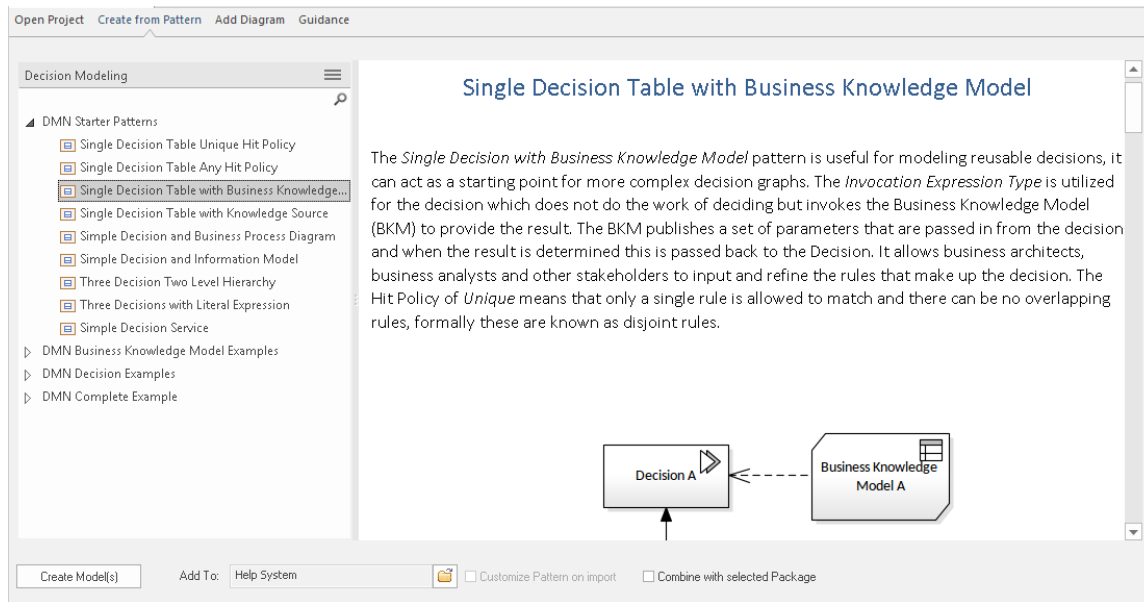 Open Project Create from Pattern Add Diagram Guidance
Decision Modeling
DMN Starter Patterns
Single Decision Table Unique Hit Policy
Single Decision Table Any Hit Policy
Single Decision Table with Business Knowledge...
Single Decision Table with Knowledge Source
Simple Decision and Business Process Diagram
Simple Decision and Information Model
Three Decision Two Level Hierarchy
Three Decisions with Literal Expression
Simple Decision Service
DMN Business Knowledge Model Examples
DMN Decision Examples
DMN Complete Example
Single Decision Table with Business Knowledge Model
The Single Decision with Business Knowledge Model pattern is useful for modeling reusable decisions, it
can act as a starting point for more complex decision graphs. The Invocation Expression Type is utilized
for the decision which does not do the work of deciding but invokes the Business Knowledge Model
(BKM) to provide the result. The BKM publishes a set of parameters that are passed in from the decision
and when the result is determined this is passed back to the Decision. It allows business architects,
business analysts and other stakeholders to input and refine the rules that make up the decision. The
Hit Policy of Unique means that only a single rule is allowed to match and there can be no overlapping
rules, formally these are known as disjoint rules.
Decision A
Business Knowledge
Model A
Create Model(s) Add To: Help System Customize Pattern on import Combine with selected Package